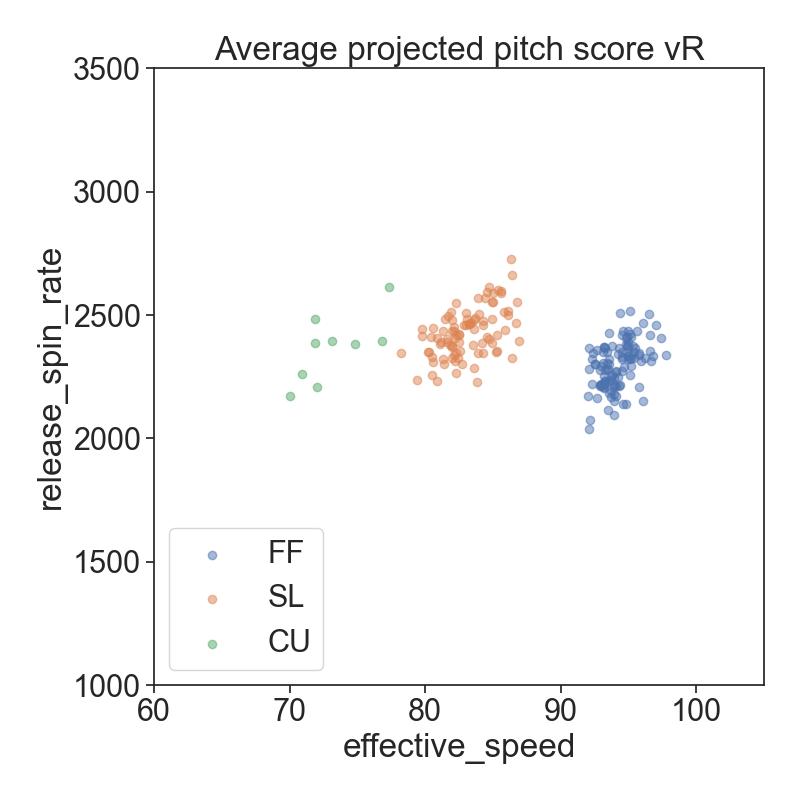 Average projected pitch score vR
3500
3000
2500
2000
1500
1000
release_spin_rate
FF
SL
CU
60 70 80 90 100
effective_speed